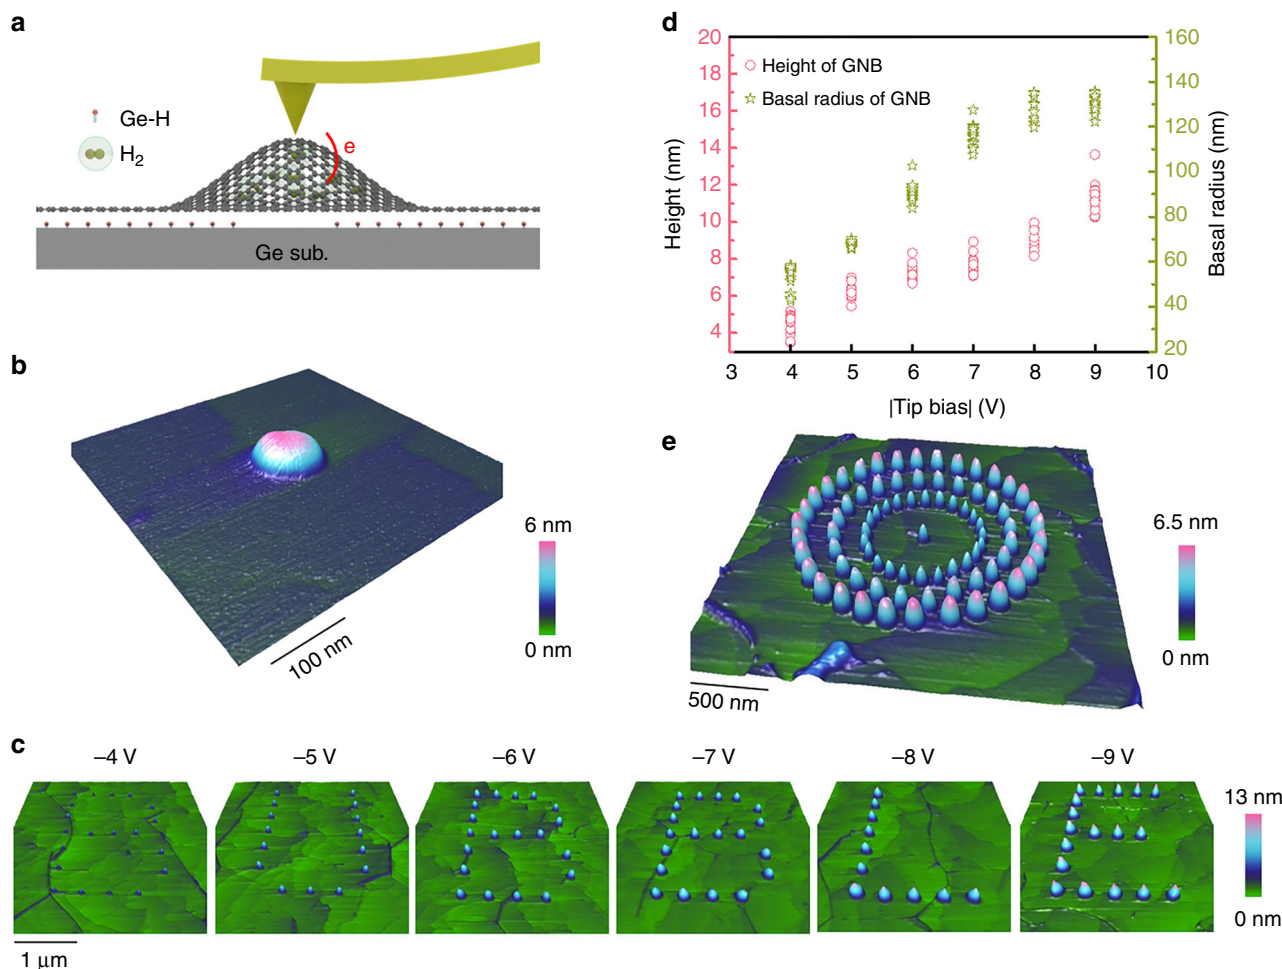 a
Ge-H
H2
e
Ge sub.
b
6 nm
0 nm
100 nm
c
–4 V
–5 V
–6 V
–7 V
–8 V
–9 V
13 nm
0 nm
1 μm
d
20
18
16
14
12
10
8
6
4
Height (nm)
Height of GNB
Basal radius of GNB
160
140
120
100
80
60
40
20
Basal radius (nm)
3 4 5 6 7 8 9 10
|Tip bias| (V)
e
6.5 nm
0 nm
500 nm